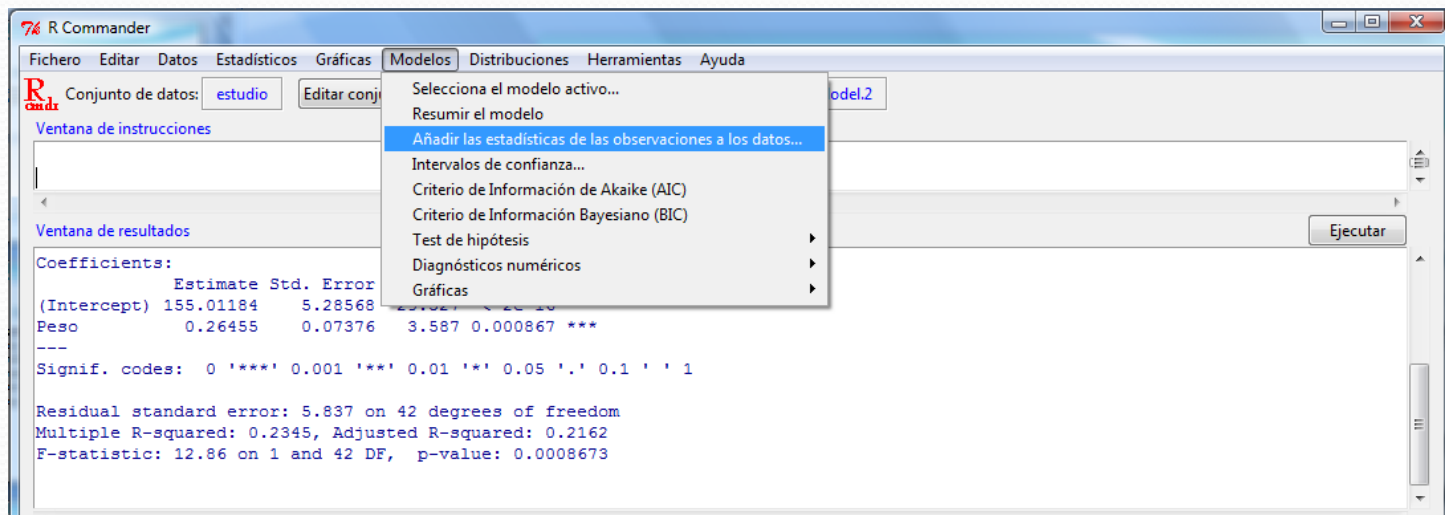 R Commander
Fichero Editar Datos Estadísticos Gráficas Modelos Distribuciones Herramientas Ayuda
R cmdr Conjunto de datos: estudio Editar conj odel.2
Selecciona el modelo activo...
Resumir el modelo
Añadir las estadísticas de las observaciones a los datos...
Intervalos de confianza...
Criterio de Información de Akaike (AIC)
Criterio de Información Bayesiano (BIC)
Test de hipótesis
Diagnósticos numéricos
Gráficas
Ventana de instrucciones
Ventana de resultados Ejecutar
Coefficients:
Estimate Std. Error
(Intercept) 155.01184 5.28568
Peso 0.26455 0.07376 3.587 0.000867 ***
---
Signif. codes: 0 '***' 0.001 '**' 0.01 '*' 0.05 '.' 0.1 ' ' 1
Residual standard error: 5.837 on 42 degrees of freedom
Multiple R-squared: 0.2345, Adjusted R-squared: 0.2162
F-statistic: 12.86 on 1 and 42 DF, p-value: 0.0008673